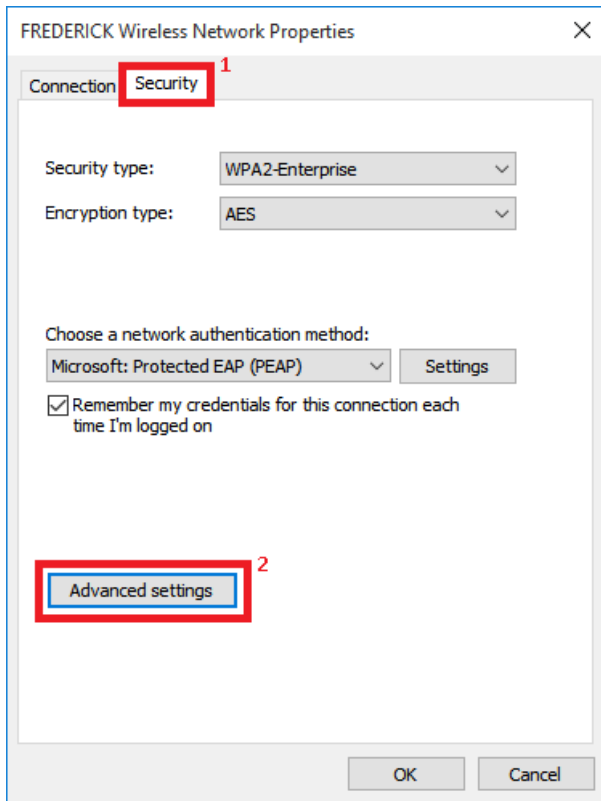 FREDERICK Wireless Network Properties
1
Connection Security
Security type: WPA2-Enterprise
Encryption type: AES
Choose a network authentication method:
Microsoft: Protected EAP (PEAP) Settings
Remember my credentials for this connection each
time I'm logged on
2
Advanced settings
OK Cancel